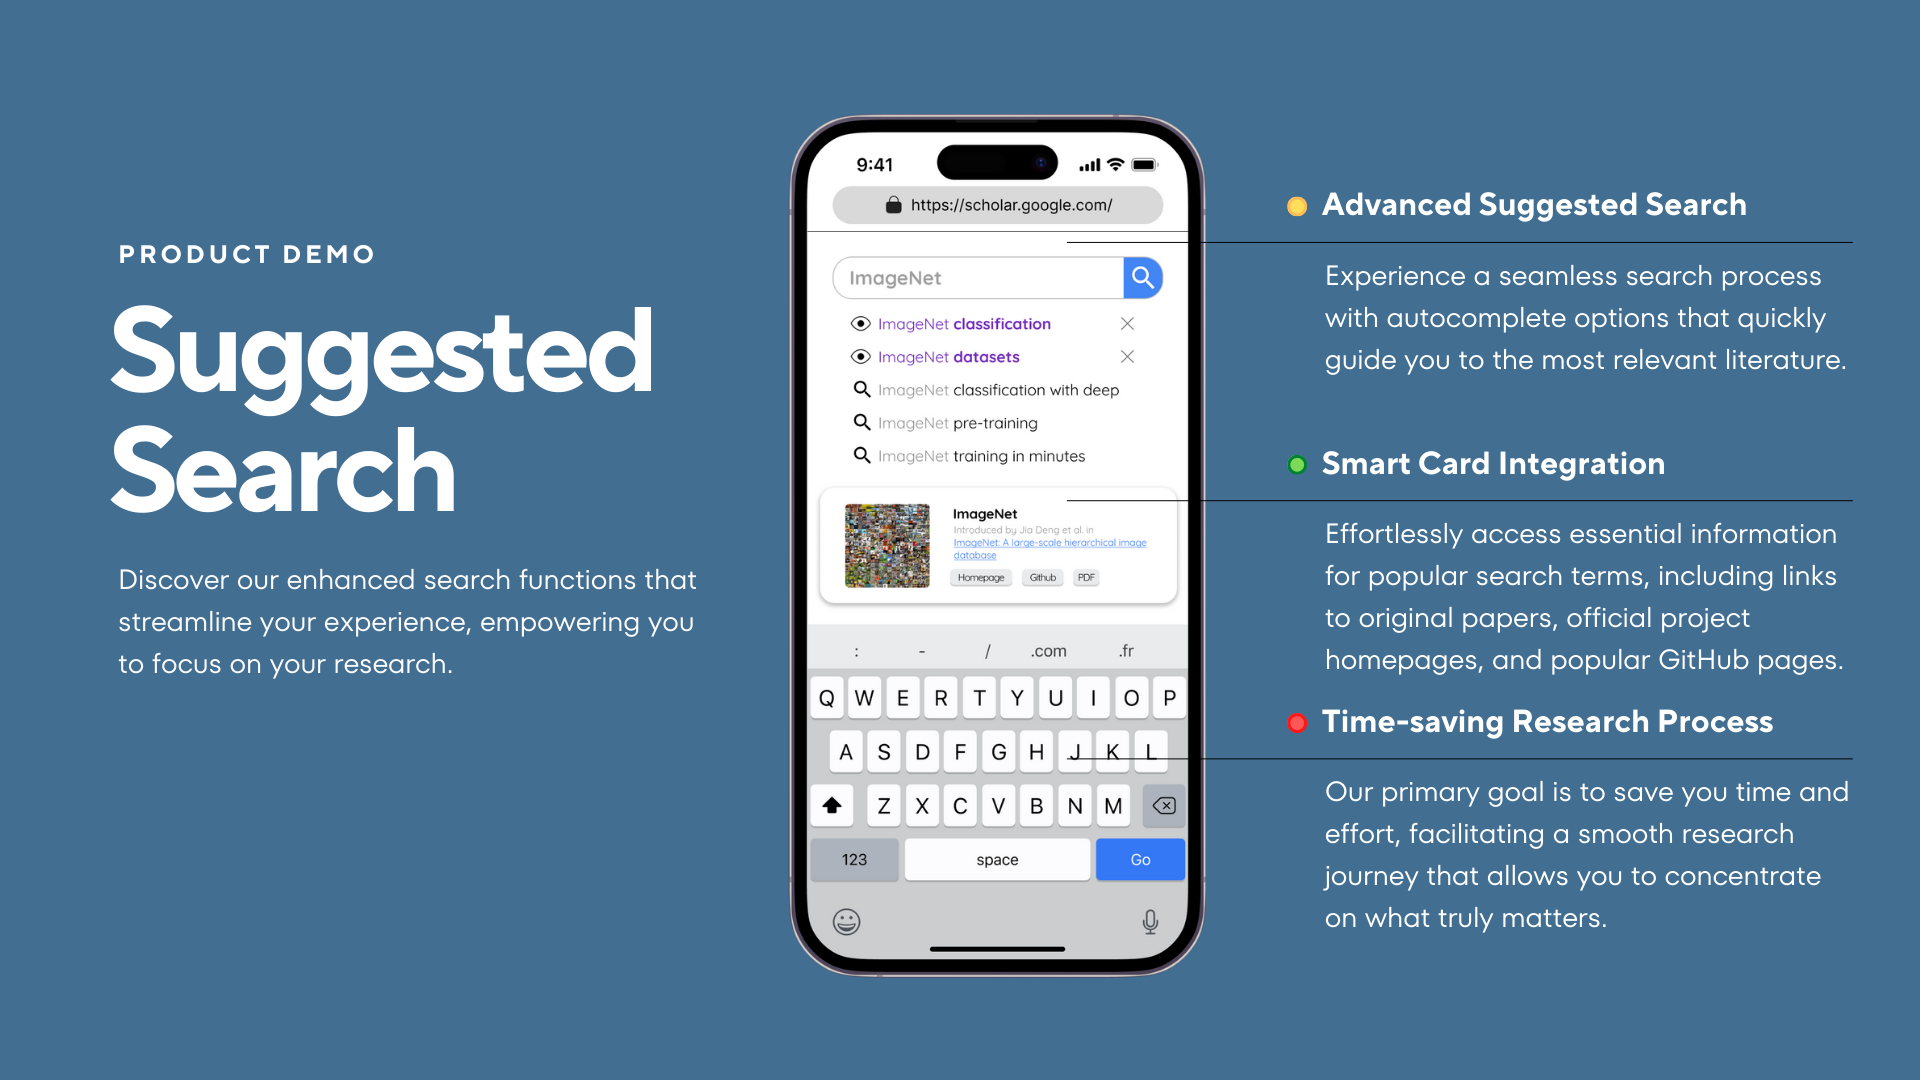 PRODUCT DEMO
Suggested
Search
Discover our enhanced search functions that
streamline your experience, empowering you
to focus on your research.
9:41
https://scholar.google.com/
ImageNet
ImageNet classification
ImageNet datasets
ImageNet classification with deep
ImageNet pre-training
ImageNet training in minutes
ImageNet
Introduced by Jia Deng et al. in
ImageNet: A large-scale hierarchical image
database
Homepage Github PDF
: - / .com .fr
Q W E R T Y U I O P
A S D F G H J K L
Z X C V B N M
123 space Go
Advanced Suggested Search
Experience a seamless search process
with autocomplete options that quickly
guide you to the most relevant literature.
Smart Card Integration
Effortlessly access essential information
for popular search terms, including links
to original papers, official project
homepages, and popular GitHub pages.
Time-saving Research Process
Our primary goal is to save you time and
effort, facilitating a smooth research
journey that allows you to concentrate
on what truly matters.